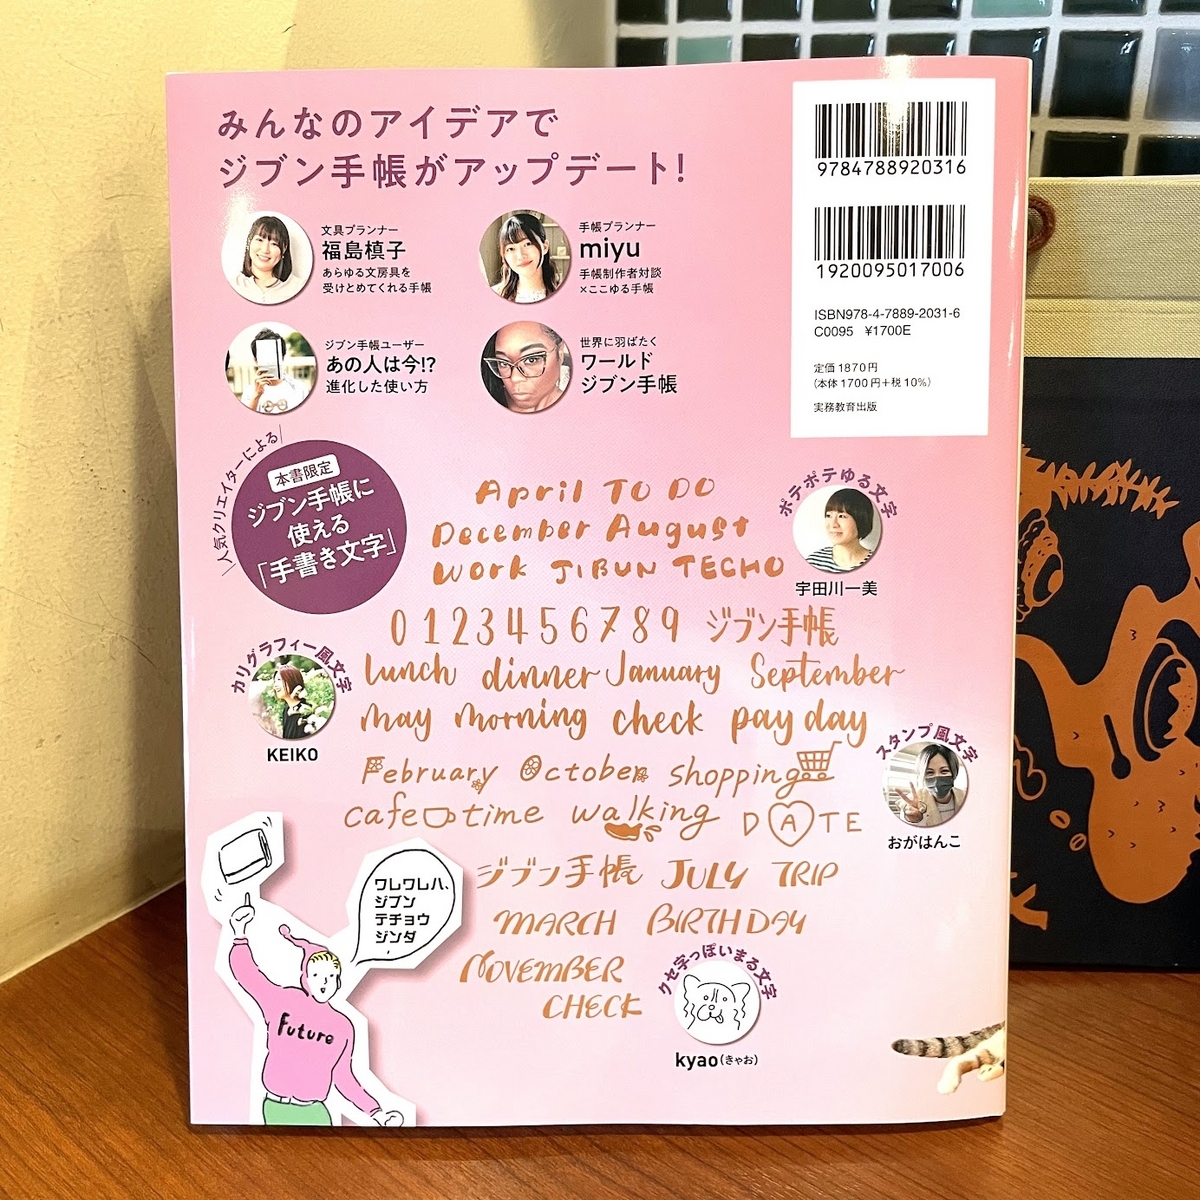 みんなのアイデアで
ジブン手帳がアップデート!
文具プランナー
福島槙子
あらゆる文房具を
受けとめてくれる手帳
手帳プランナー
miyu
手帳制作者対談
×ここゆる手帳
ジブン手帳ユーザー
あの人は今!?
進化した使い方
世界に羽ばたく
ワールド
ジブン手帳
9784788920316
1920095017006
ISBN978-4-7889-2031-6
C0095 ¥1700E
定価 1870円
(本体1700円+税10%)
実務教育出版
人気クリエイターによる
本書限定
ジブン手帳に
使える
「手書き文字」
April TO DO
December August
Work JIBUN TECHO
ポテポテゆる文字
宇田川一美
0123456789 ジブン手帳
lunch dinner January September
may morning check pay day
カリグラフィー風文字
KEIKO
February October shopping
cafe time walking DATE
スタンプ風文字
おがはんこ
ジブン手帳 JULY TRIP
MARCH BIRTHDAY
NOVEMBER
CHECK
クセ字っぽいまる文字
kyao(きゃお)
ワレワレハ、
ジブン
テチョウ
ジンダ
Future